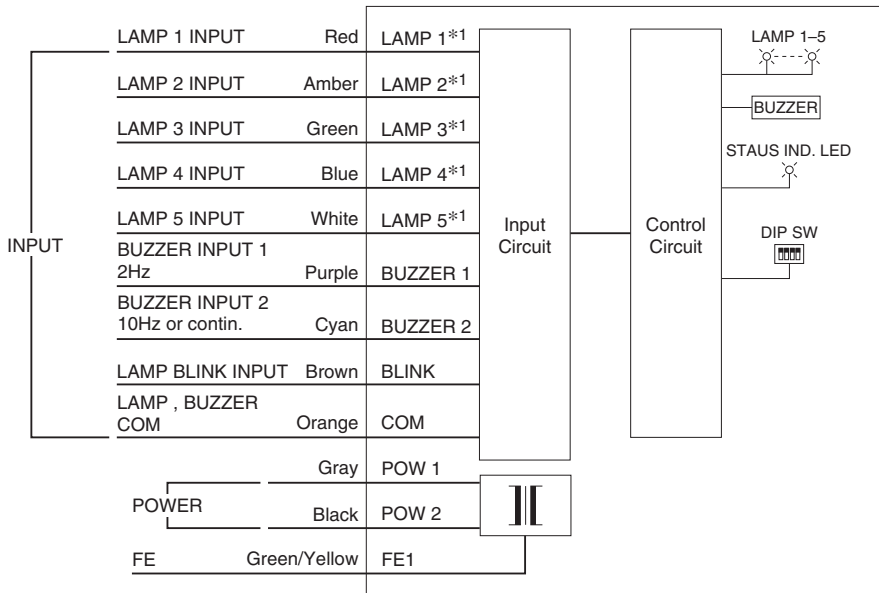 LAMP 1 INPUT Red LAMP 1*1
LAMP 2 INPUT Amber LAMP 2*1
LAMP 3 INPUT Green LAMP 3*1
LAMP 4 INPUT Blue LAMP 4*1
LAMP 5 INPUT White LAMP 5*1
INPUT
BUZZER INPUT 1
2Hz Purple BUZZER 1
BUZZER INPUT 2
10Hz or contin. Cyan BUZZER 2
LAMP BLINK INPUT Brown BLINK
LAMP , BUZZER
COM Orange COM
Gray POW 1
POWER
Black POW 2
FE Green/Yellow FE1
Input
Circuit
Control
Circuit
LAMP 1–5
BUZZER
STAUS IND. LED
DIP SW